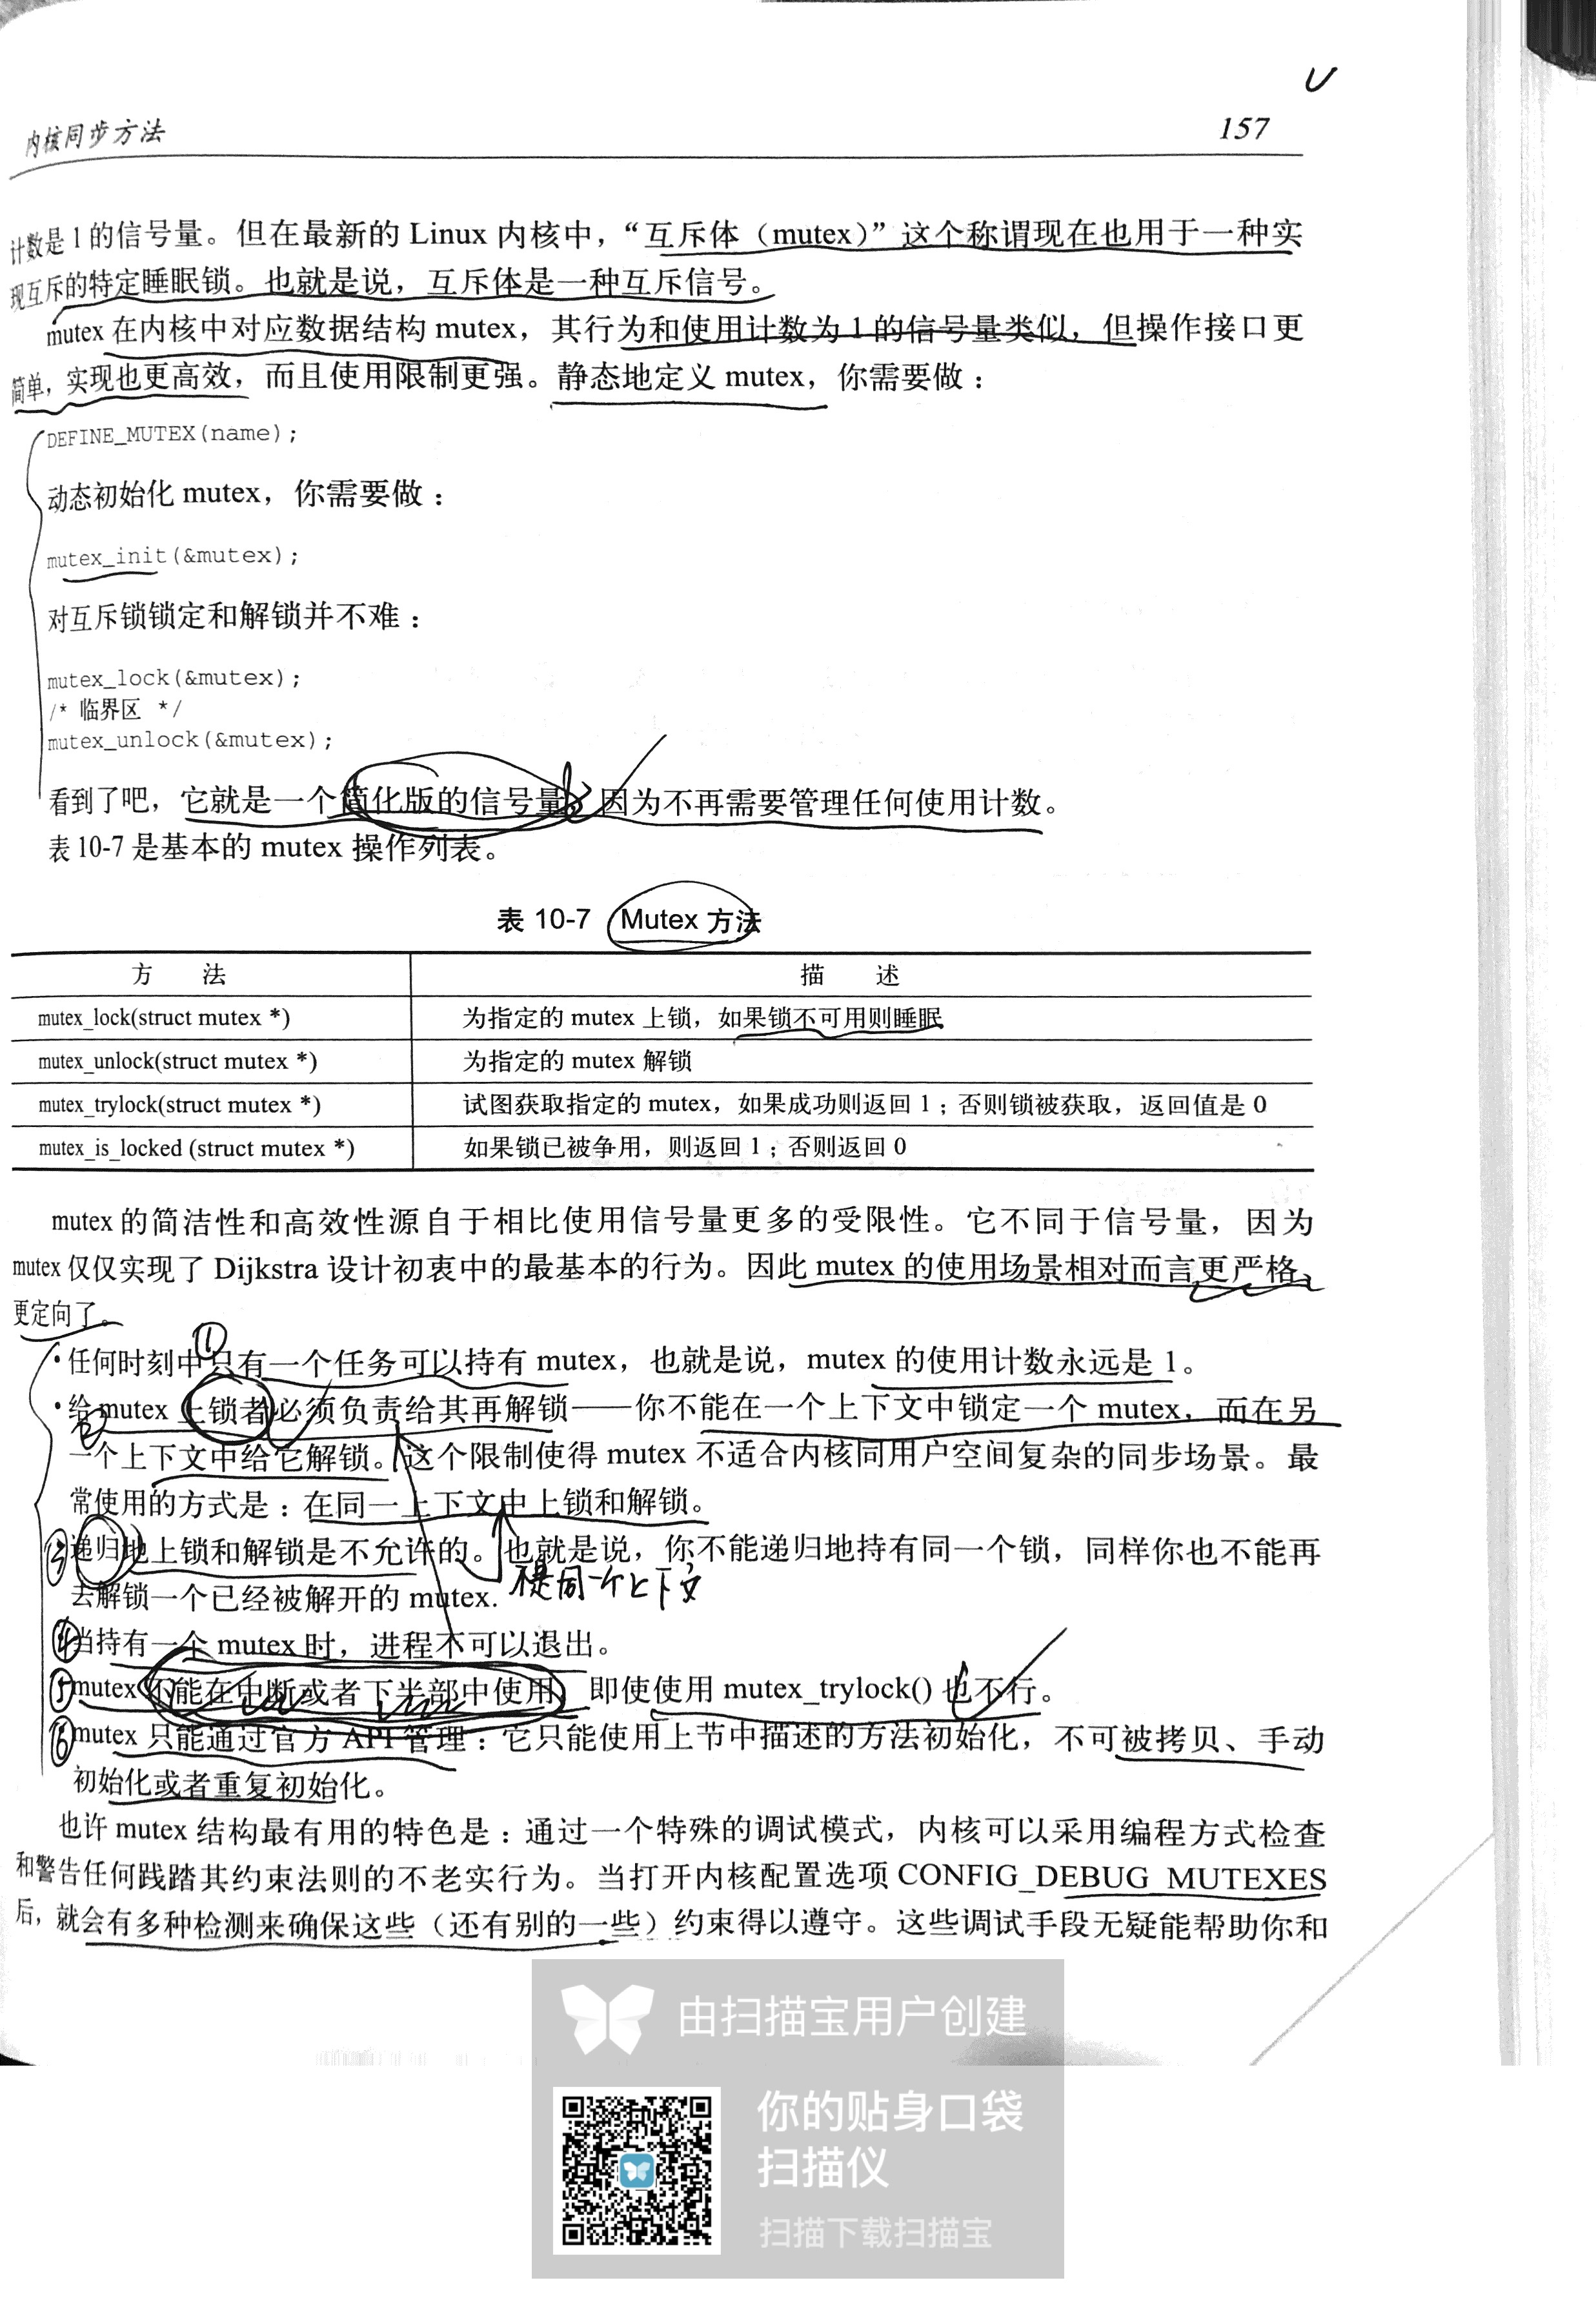 内核同步方法 157
计数是1的信号量。但在最新的 Linux 内核中，“互斥体（mutex）”这个称谓现在也用于一种实
现互斥的特定睡眠锁。也就是说，互斥体是一种互斥信号。
mutex 在内核中对应数据结构 mutex，其行为和使用计数为 1 的信号量类似，但操作接口更
简单，实现也更高效，而且使用限制更强。静态地定义 mutex，你需要做：
DEFINE_MUTEX(name);
动态初始化 mutex，你需要做：
mutex_init(&mutex);
对互斥锁锁定和解锁并不难：
mutex_lock(&mutex);
/* 临界区 */
mutex_unlock(&mutex);
看到了吧，它就是一个简化版的信号量，因为不再需要管理任何使用计数。
表 10-7 是基本的 mutex 操作列表。
表 10-7 Mutex 方法
方 法 描 述
mutex_lock(struct mutex *) 为指定的 mutex 上锁，如果锁不可用则睡眠
mutex_unlock(struct mutex *) 为指定的 mutex 解锁
mutex_trylock(struct mutex *) 试图获取指定的 mutex，如果成功则返回 1；否则锁被获取，返回值是 0
mutex_is_locked (struct mutex *) 如果锁已被争用，则返回 1；否则返回 0
mutex 的简洁性和高效性源自于相比使用信号量更多的受限性。它不同于信号量，因为
mutex 仅仅实现了 Dijkstra 设计初衷中的最基本的行为。因此 mutex 的使用场景相对而言更严格、
更定向了。
①
• 任何时刻中只有一个任务可以持有 mutex，也就是说，mutex 的使用计数永远是 1。
• 给 mutex 上锁者必须负责给其再解锁——你不能在一个上下文中锁定一个 mutex，而在另
②
一个上下文中给它解锁。这个限制使得 mutex 不适合内核同用户空间复杂的同步场景。最
常使用的方式是：在同一上下文中上锁和解锁。
③ 递归地上锁和解锁是不允许的。也就是说，你不能递归地持有同一个锁，同样你也不能再
去解锁一个已经被解开的 mutex.
同一个上下文
④ 当持有一个 mutex 时，进程不可以退出。
⑤ mutex 不能在中断或者下半部中使用，即使使用 mutex_trylock() 也不行。
⑥ mutex 只能通过官方 API 管理：它只能使用上节中描述的方法初始化，不可被拷贝、手动
初始化或者重复初始化。
也许 mutex 结构最有用的特色是：通过一个特殊的调试模式，内核可以采用编程方式检查
和警告任何践踏其约束法则的不老实行为。当打开内核配置选项 CONFIG_DEBUG_MUTEXES
后，就会有多种检测来确保这些（还有别的一些）约束得以遵守。这些调试手段无疑能帮助你和
由扫描宝用户创建
你的贴身口袋
扫描仪
扫描下载扫描宝